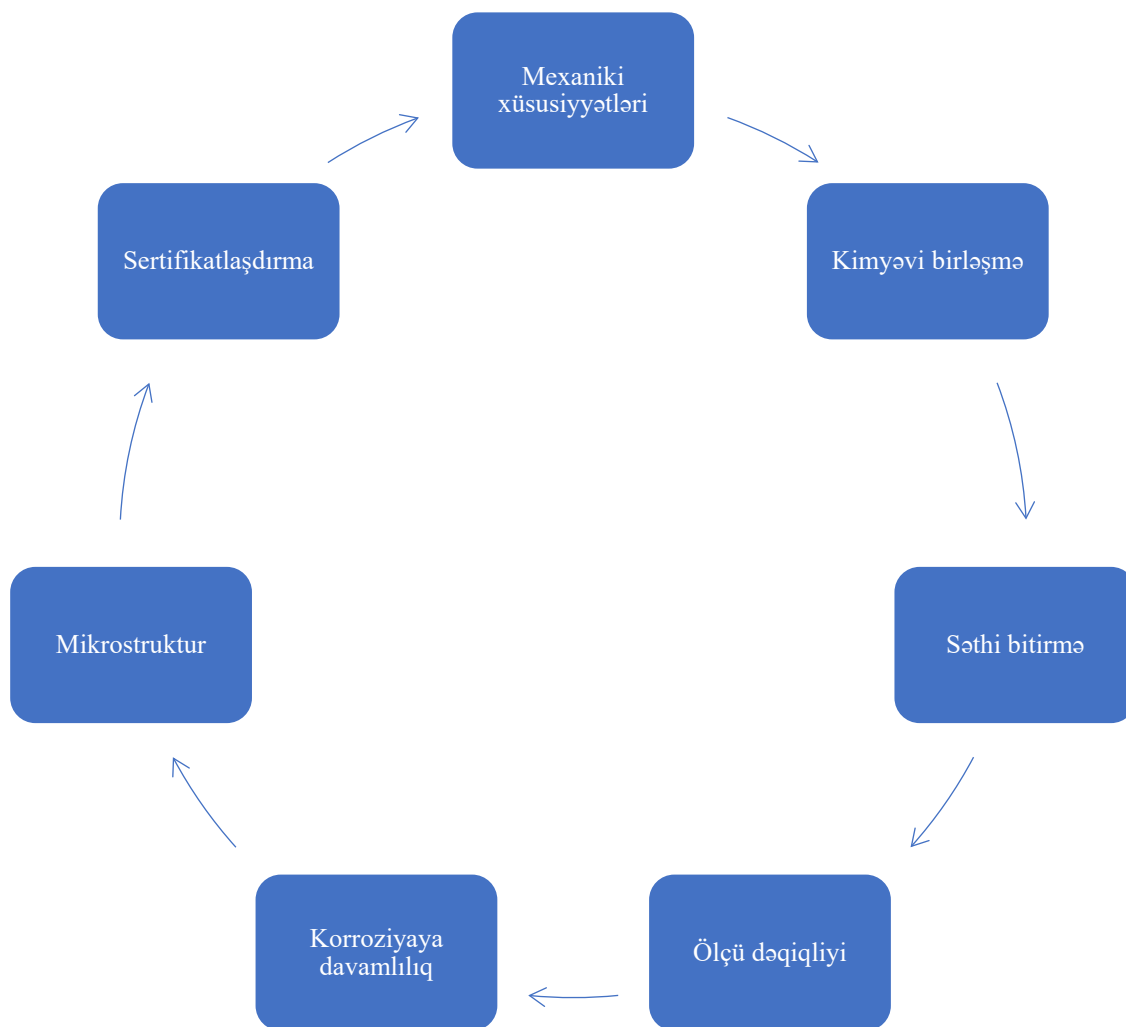 Mexaniki
xüsusiyyətləri
Kimyəvi birləşmə
Səthi bitirmə
Ölçü dəqiqliyi
Korroziyaya
davamlılıq
Mikrostruktur
Sertifikatlaşdırma